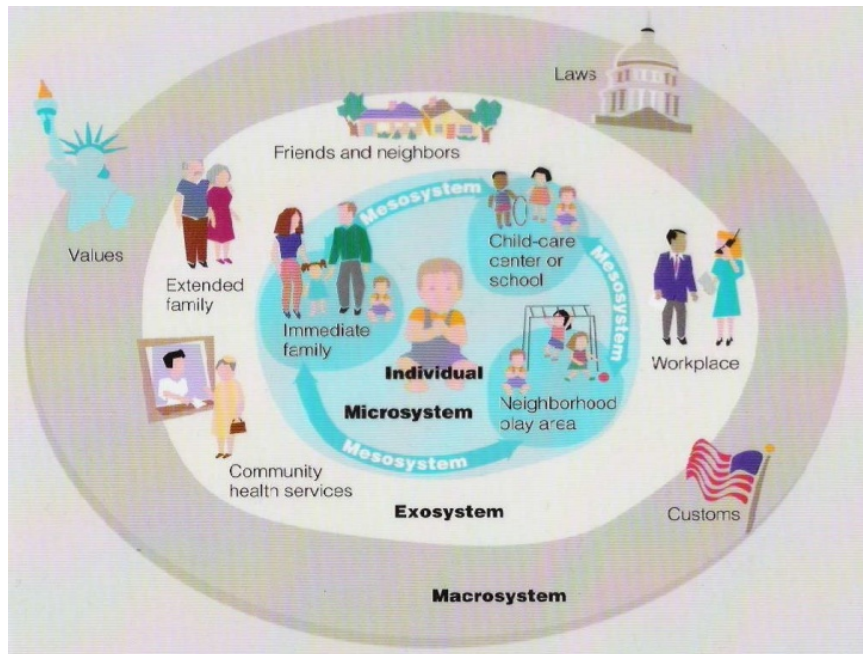 Laws
Friends and neighbors
Mesosystem
Values
Extended
family
Child-care
center or
school
Mesosystem
Immediate
family
Workplace
Individual
Microsystem
Neighborhood
play area
Mesosystem
Community
health services
Exosystem
Customs
Macrosystem